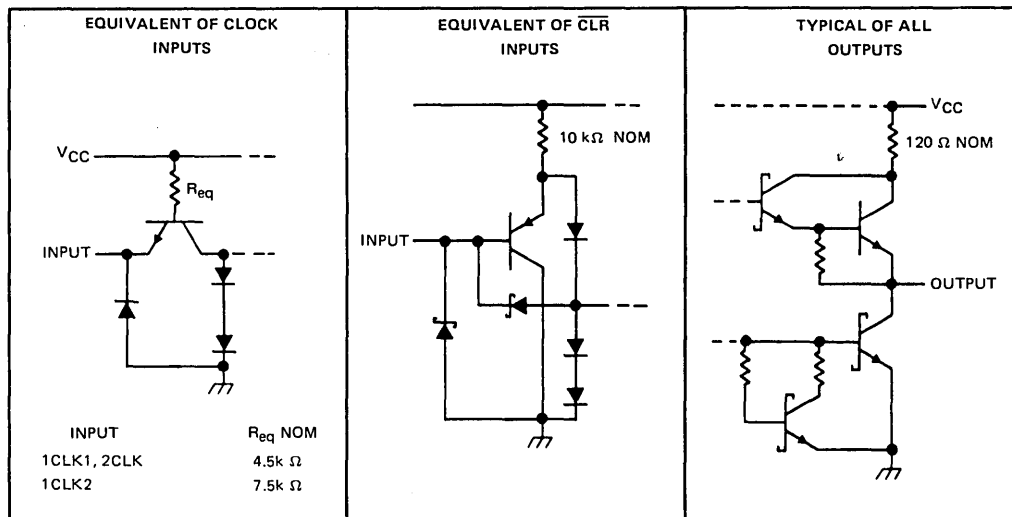 EQUIVALENT OF CLOCK
INPUTS
VCC
Req
INPUT
INPUT Req NOM
1CLK1, 2CLK 4.5k Ω
1CLK2 7.5k Ω
EQUIVALENT OF C̅L̅R̅
INPUTS
10 kΩ NOM
INPUT
TYPICAL OF ALL
OUTPUTS
VCC
120 Ω NOM
OUTPUT